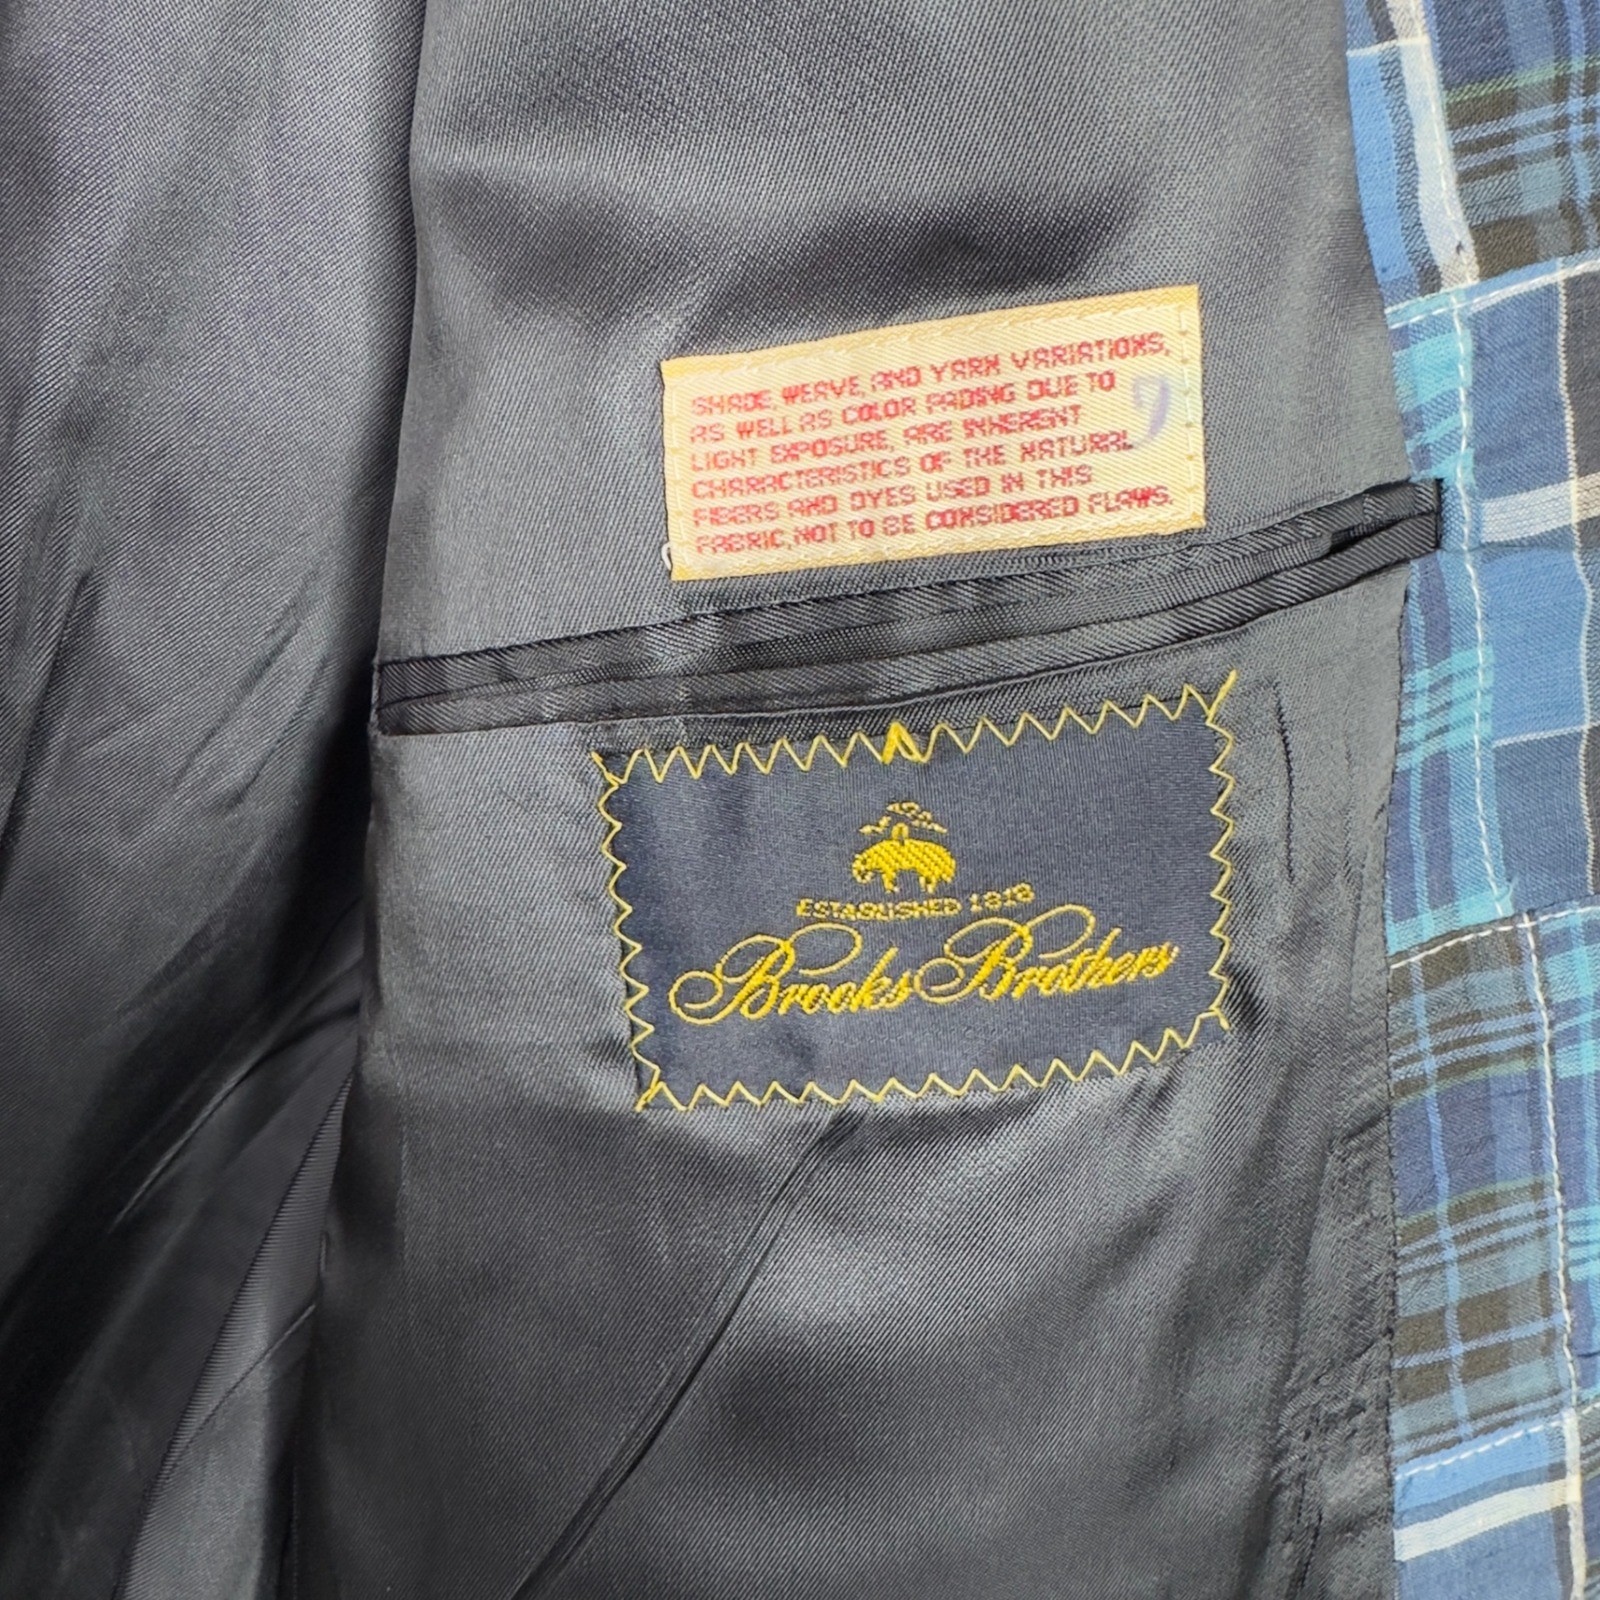 SHADE, WEAVE, AND YARN VARIATIONS,
AS WELL AS COLOR FADING DUE TO
LIGHT EXPOSURE, ARE INHERENT
CHARACTERISTICS OF THE NATURAL
FIBERS AND DYES USED IN THIS
FABRIC, NOT TO BE CONSIDERED FLAWS.
ESTABLISHED 1818
Brooks Brothers